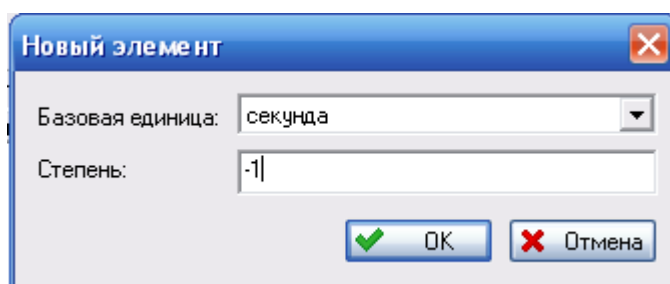 Новый элемент
Базовая единица: секунда
Степень: -1
OK Отмена